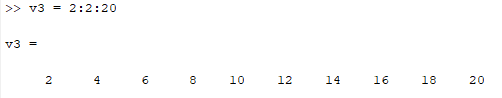 >> v3 = 2:2:20
v3 =
2 4 6 8 10 12 14 16 18 20